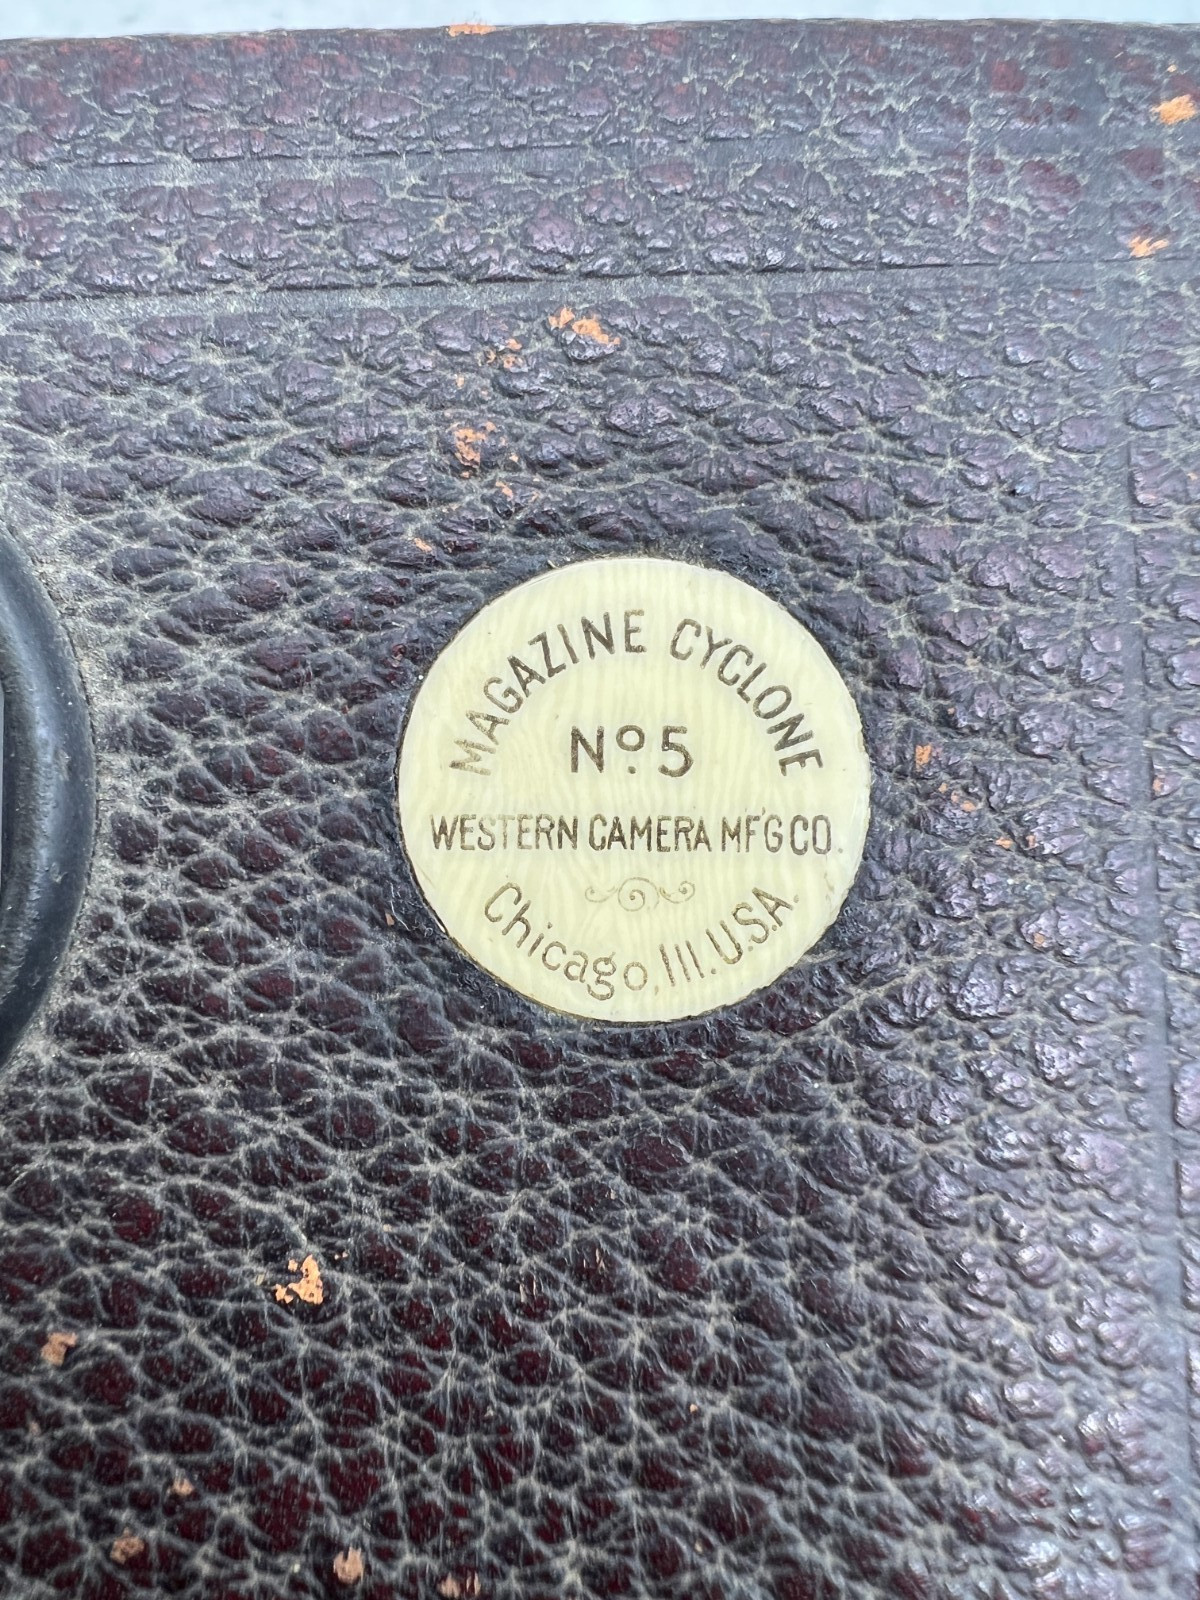 MAGAZINE CYCLONE
No. 5
WESTERN CAMERA MF'G CO.
Chicago, Ill. U.S.A.